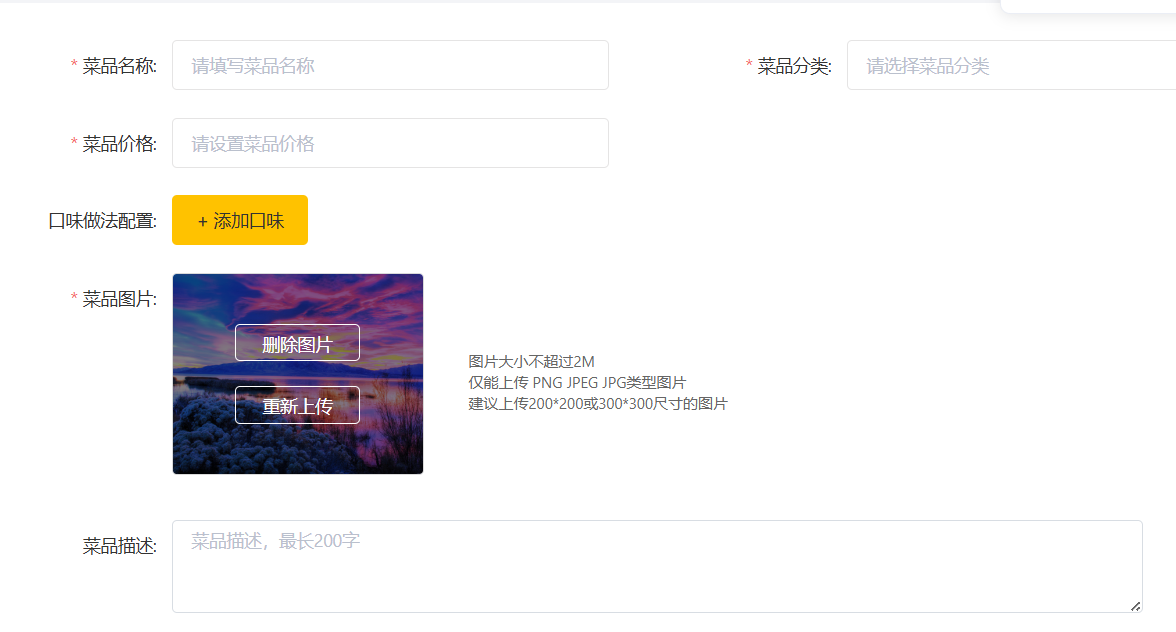 * 菜品名称: 请填写菜品名称
* 菜品分类: 请选择菜品分类
* 菜品价格: 请设置菜品价格
口味做法配置: + 添加口味
* 菜品图片:
删除图片
重新上传
图片大小不超过2M
仅能上传 PNG JPEG JPG类型图片
建议上传200*200或300*300尺寸的图片
菜品描述: 菜品描述，最长200字